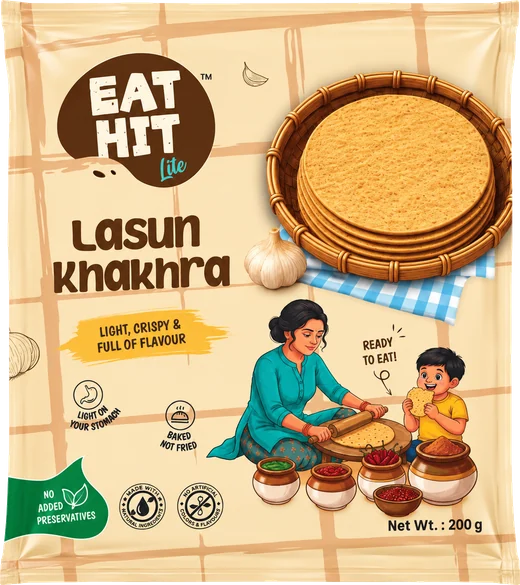 EAT
HIT
Lite
TM
Lasun
Khakhra
LIGHT, CRISPY &
FULL OF FLAVOUR
READY
TO EAT!
LIGHT ON
YOUR STOMACH
BAKED
NOT FRIED
NO
ADDED
PRESERVATIVES
MADE WITH
NATURAL INGREDIENTS
NO ARTIFICIAL
COLORS & FLAVOURS
Net Wt. : 200 g